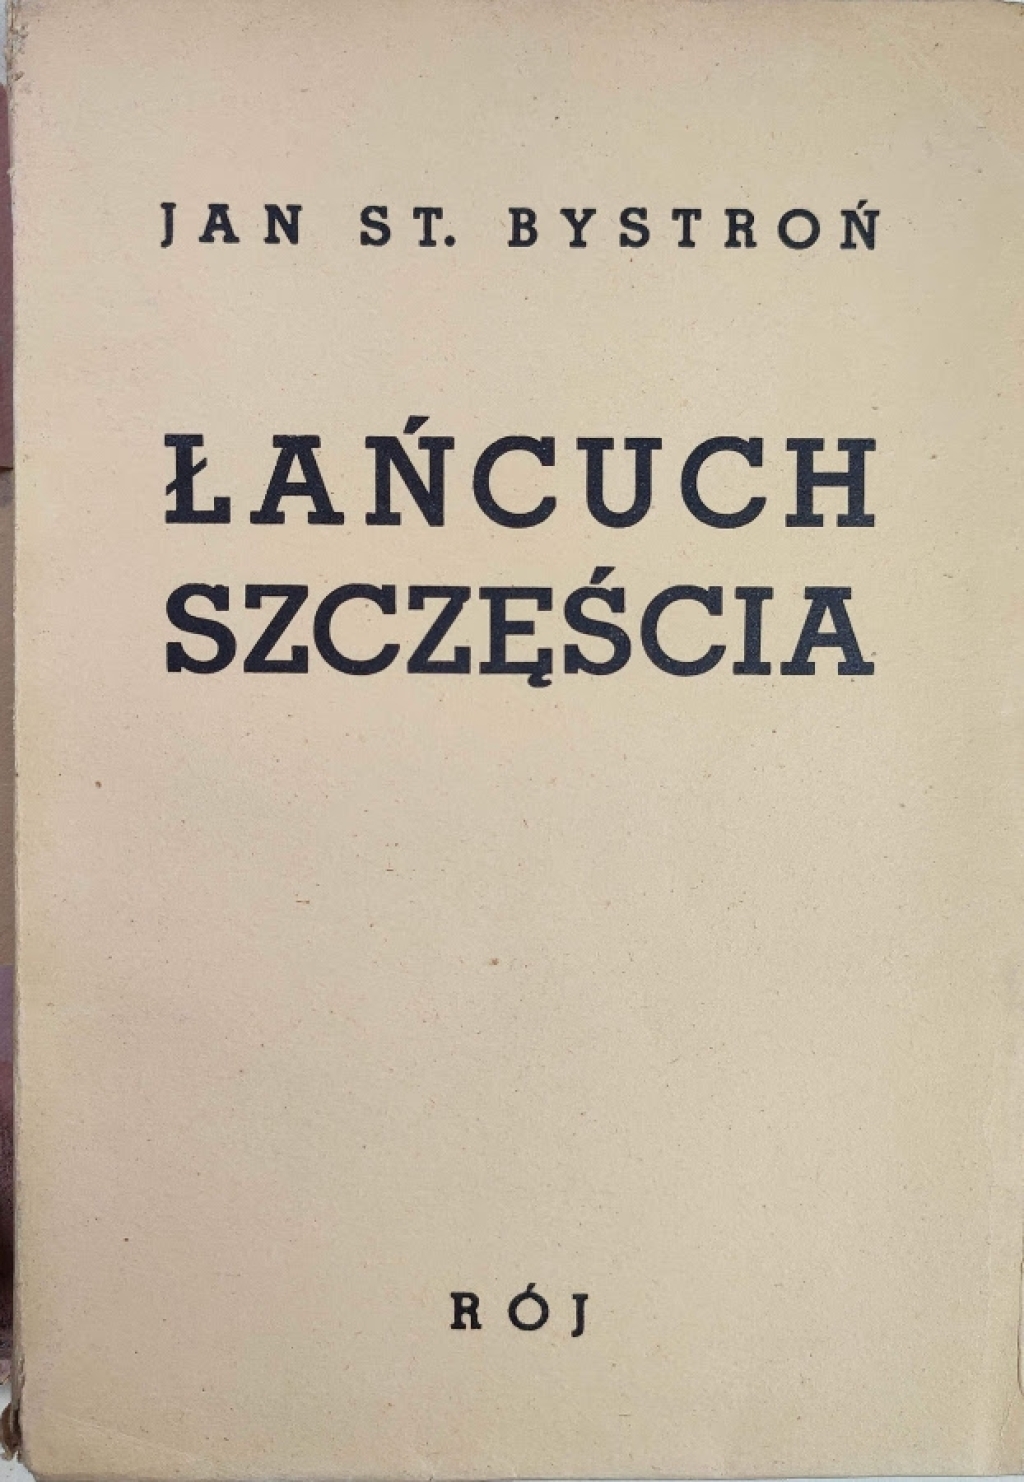 JAN ST. BYSTROŃ
ŁAŃCUCH
SZCZĘŚCIA
RÓJ